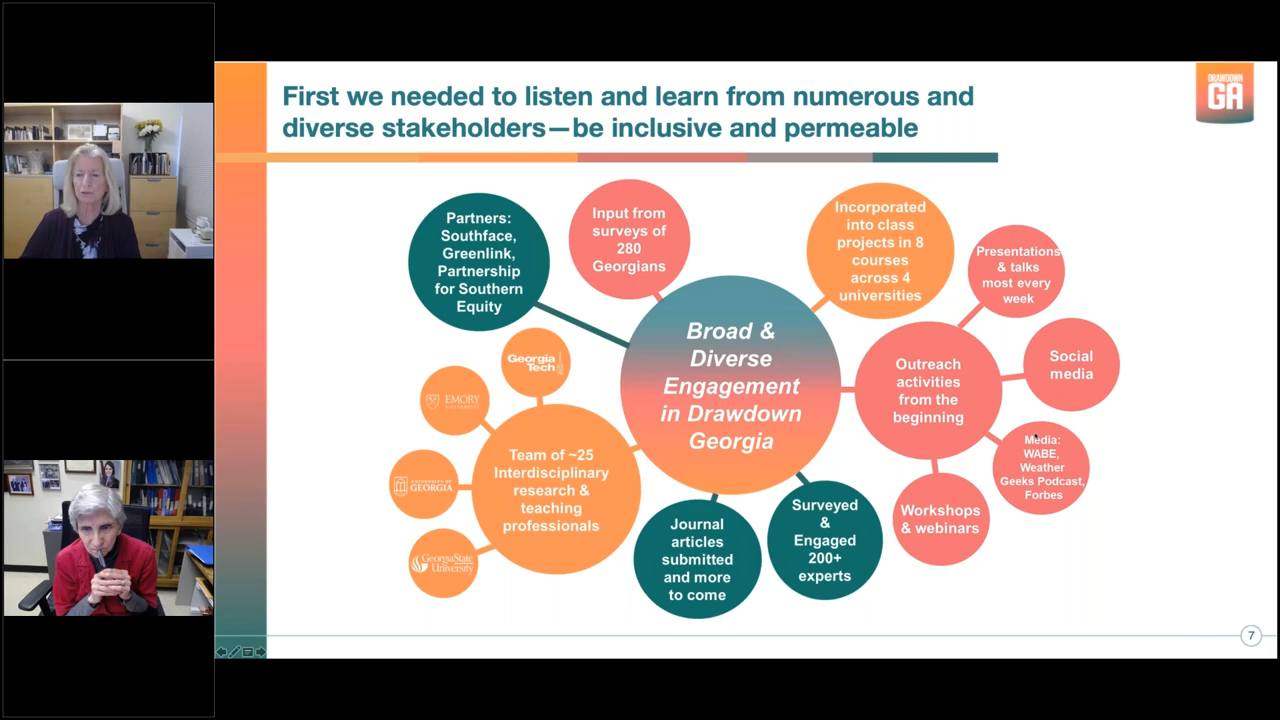 First we needed to listen and learn from numerous and
diverse stakeholders—be inclusive and permeable
DRAWDOWN
GA
Partners:
Southface,
Greenlink,
Partnership
for Southern
Equity
Input from
surveys of
280
Georgians
Incorporated
into class
projects in 8
courses
across 4
universities
Presentations
& talks
most every
week
Broad &
Diverse
Engagement
in Drawdown
Georgia
Outreach
activities
from the
beginning
Social
media
Media:
WABE,
Weather
Geeks Podcast,
Forbes
Workshops
& webinars
Georgia
Tech
EMORY
UNIVERSITY
UNIVERSITY OF
GEORGIA
GeorgiaState
University
Team of ~25
Interdisciplinary
research &
teaching
professionals
Journal
articles
submitted
and more
to come
Surveyed
&
Engaged
200+
experts
7